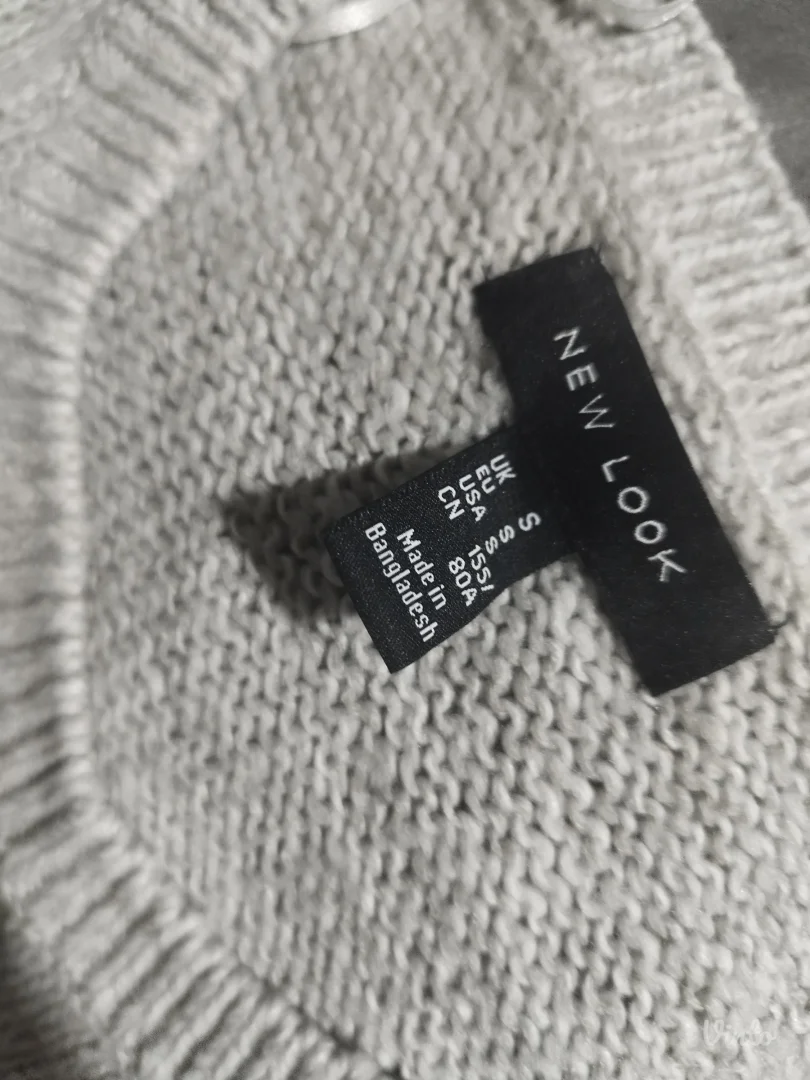 NEW LOOK
UK S
EU S
USA S
CN 155/
80A
Made in
Bangladesh